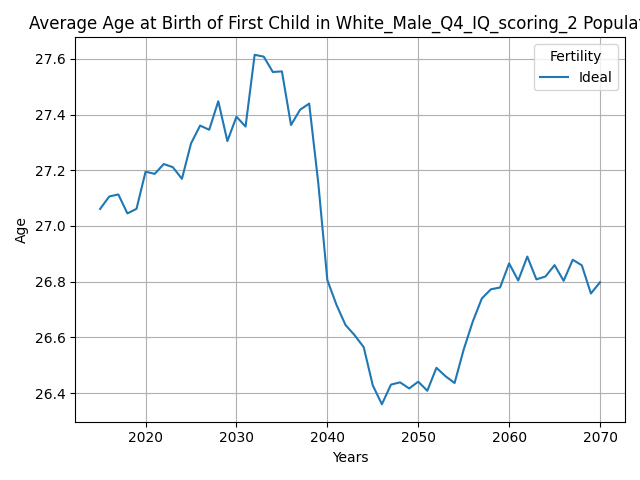 Average Age at Birth of First Child in White_Male_Q4_IQ_scoring_2 Populat
Fertility
Ideal
27.6
27.4
27.2
27.0
26.8
26.6
26.4
Age
2020 2030 2040 2050 2060 2070
Years